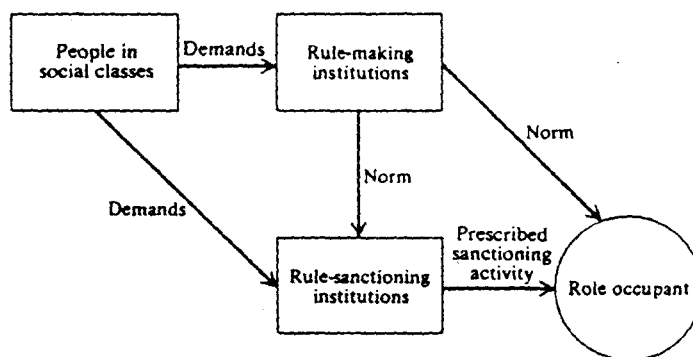 People in
social classes
Demands
Rule-making
institutions
Norm
Norm
Demands
Prescribed
sanctioning
activity
Rule-sanctioning
institutions
Role occupant